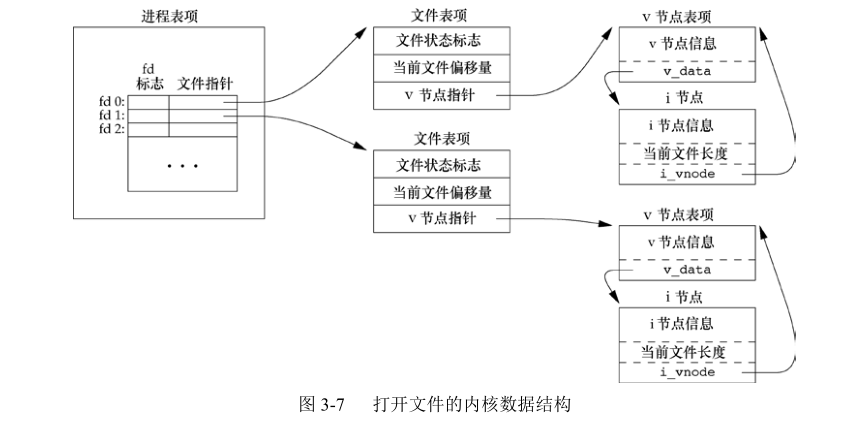 进程表项
fd
标志 文件指针
fd 0:
fd 1:
fd 2:
• • •
文件表项
文件状态标志
当前文件偏移量
v 节点指针
文件表项
文件状态标志
当前文件偏移量
v 节点指针
v 节点表项
v 节点信息
v_data
i 节点
i 节点信息
当前文件长度
i_vnode
v 节点表项
v 节点信息
v_data
i 节点
i 节点信息
当前文件长度
i_vnode
图 3-7 打开文件的内核数据结构